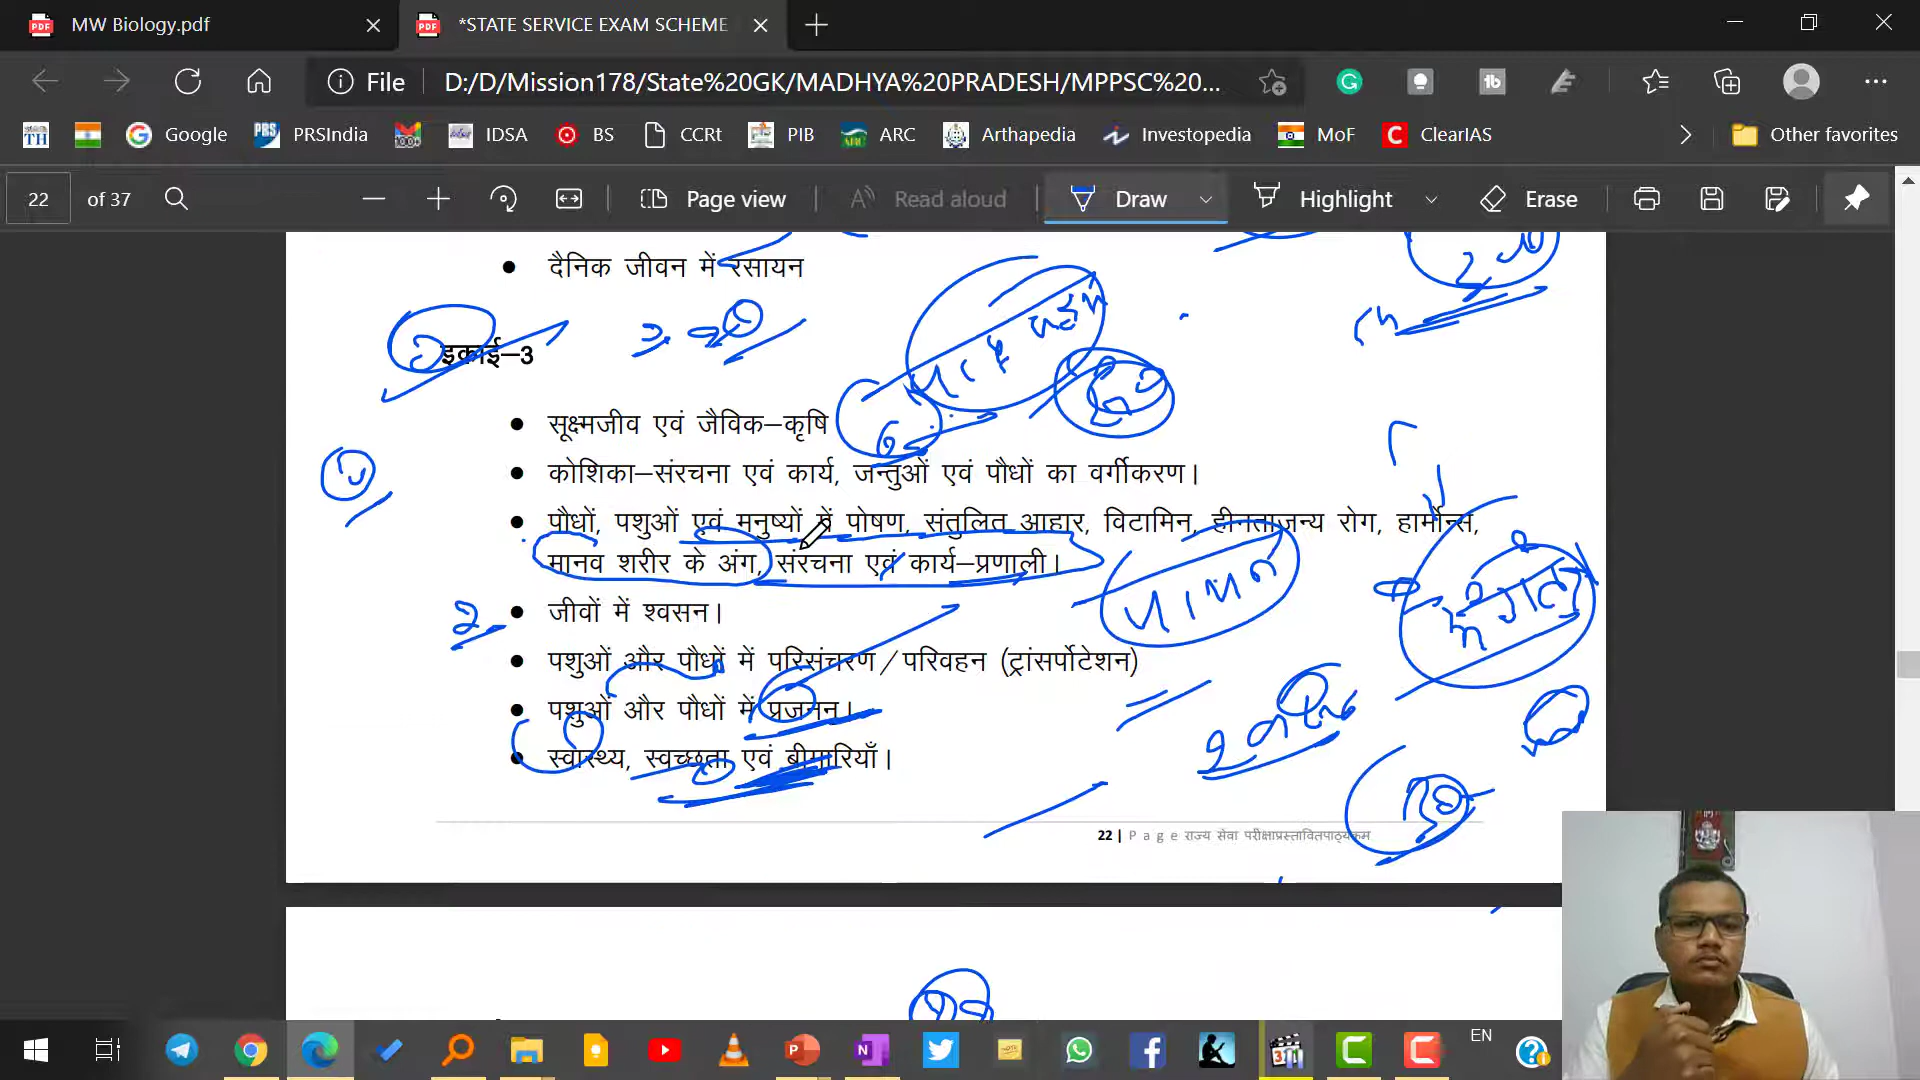 MW Biology.pdf
*STATE SERVICE EXAM SCHEME
File
D:/D/Mission178/State%20GK/MADHYA%20PRADESH/MPPSC%20...
TH
Google
PRSIndia
IDSA
BS
CCRt
PIB
ARC
Arthapedia
Investopedia
MoF
ClearIAS
Other favorites
22 of 37
Page view
Read aloud
Draw
Highlight
Erase
दैनिक जीवन में रसायन
इकाई–3
सूक्ष्मजीव एवं जैविक–कृषि
कोशिका–संरचना एवं कार्य, जन्तुओं एवं पौधों का वर्गीकरण।
पौधों, पशुओं एवं मनुष्यों में पोषण, संतुलित आहार, विटामिन, हीनताजन्य रोग, हार्मोन्स,
मानव शरीर के अंग, संरचना एवं कार्य–प्रणाली।
2.
जीवों में श्वसन।
पशुओं और पौधों में परिसंचरण/परिवहन (ट्रांसर्पोटेशन)
पशुओं और पौधों में प्रजनन।
स्वास्थ्य, स्वच्छता एवं बीमारियाँ।
22 | P a g e राज्य सेवा परीक्षाप्रस्तावितपाठ्यक्रम
EN